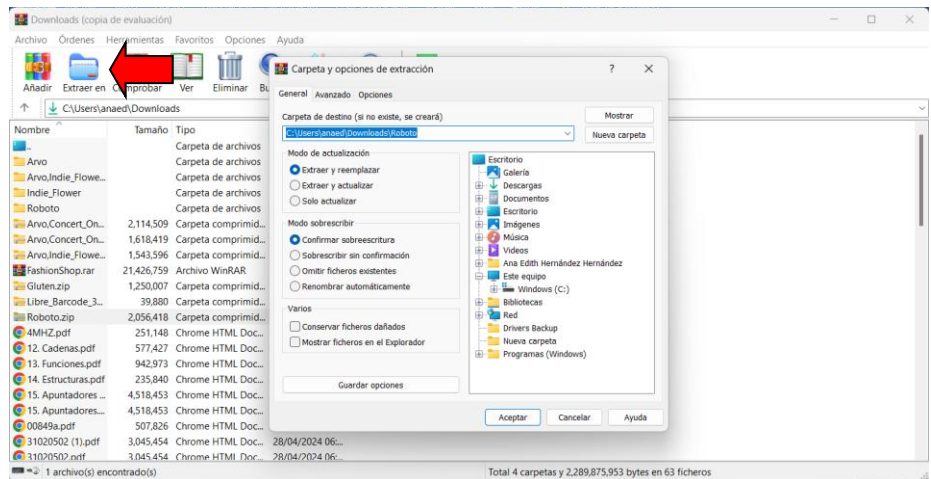 Downloads (copia de evaluación)
Archivo Órdenes Herramientas Favoritos Opciones Ayuda
Añadir Extraer en Comprobar Ver Eliminar
C:\Users\anaed\Downloads
Nombre Tamaño Tipo
.. Carpeta de archivos
Arvo Carpeta de archivos
Arvo,Indie_Flowe... Carpeta de archivos
Indie_Flower Carpeta de archivos
Roboto Carpeta de archivos
Arvo,Concert_On... 2,114,509 Carpeta comprimid...
Arvo,Concert_On... 1,618,419 Carpeta comprimid...
Arvo,Indie_Flowe... 1,543,596 Carpeta comprimid...
FashionShop.rar 21,426,759 Archivo WinRAR
Gluten.zip 1,250,007 Carpeta comprimid...
Libre_Barcode_3... 39,880 Carpeta comprimid...
Roboto.zip 2,056,418 Carpeta comprimid...
4MHZ.pdf 251,148 Chrome HTML Doc...
12. Cadenas.pdf 577,427 Chrome HTML Doc...
13. Funciones.pdf 942,973 Chrome HTML Doc...
14. Estructuras.pdf 235,840 Chrome HTML Doc...
15. Apuntadores ... 4,518,453 Chrome HTML Doc...
15. Apuntadores... 4,518,453 Chrome HTML Doc...
00849a.pdf 507,826 Chrome HTML Doc...
31020502 (1).pdf 3,045,454 Chrome HTML Doc... 28/04/2024 06:...
31020502.pdf 3,045,454 Chrome HTML Doc... 28/04/2024 06:...
1 archivo(s) encontrado(s)
Total 4 carpetas y 2,289,875,953 bytes en 63 ficheros
Carpeta y opciones de extracción
General Avanzado Opciones
Carpeta de destino (si no existe, se creará)
Mostrar
C:\Users\anaed\Downloads\Roboto
Nueva carpeta
Modo de actualización
Extraer y reemplazar
Extraer y actualizar
Solo actualizar
Modo sobrescribir
Confirmar sobreescritura
Sobrescribir sin confirmación
Omitir ficheros existentes
Renombrar automáticamente
Varios
Conservar ficheros dañados
Mostrar ficheros en el Explorador
Guardar opciones
Escritorio
Galería
Descargas
Documentos
Escritorio
Imágenes
Música
Videos
Ana Edith Hernández Hernández
Este equipo
Windows (C:)
Bibliotecas
Red
Drivers Backup
Nueva carpeta
Programas (Windows)
Aceptar Cancelar Ayuda